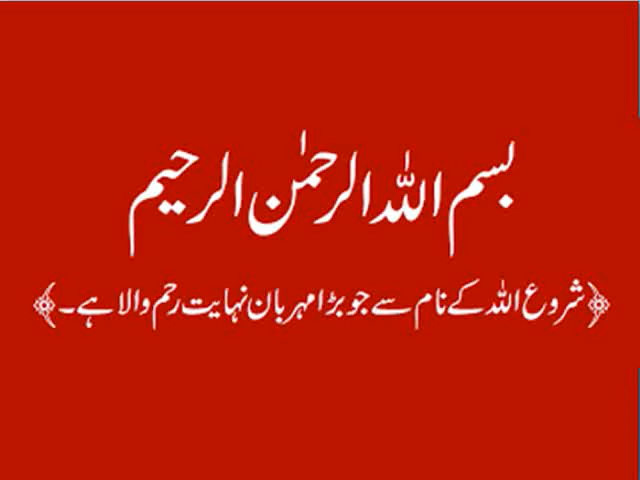 بسم اللہ الرحمٰن الرحیم
﴿شروع اللہ کے نام سے جو بڑا مہربان نہایت رحم والا ہے۔﴾